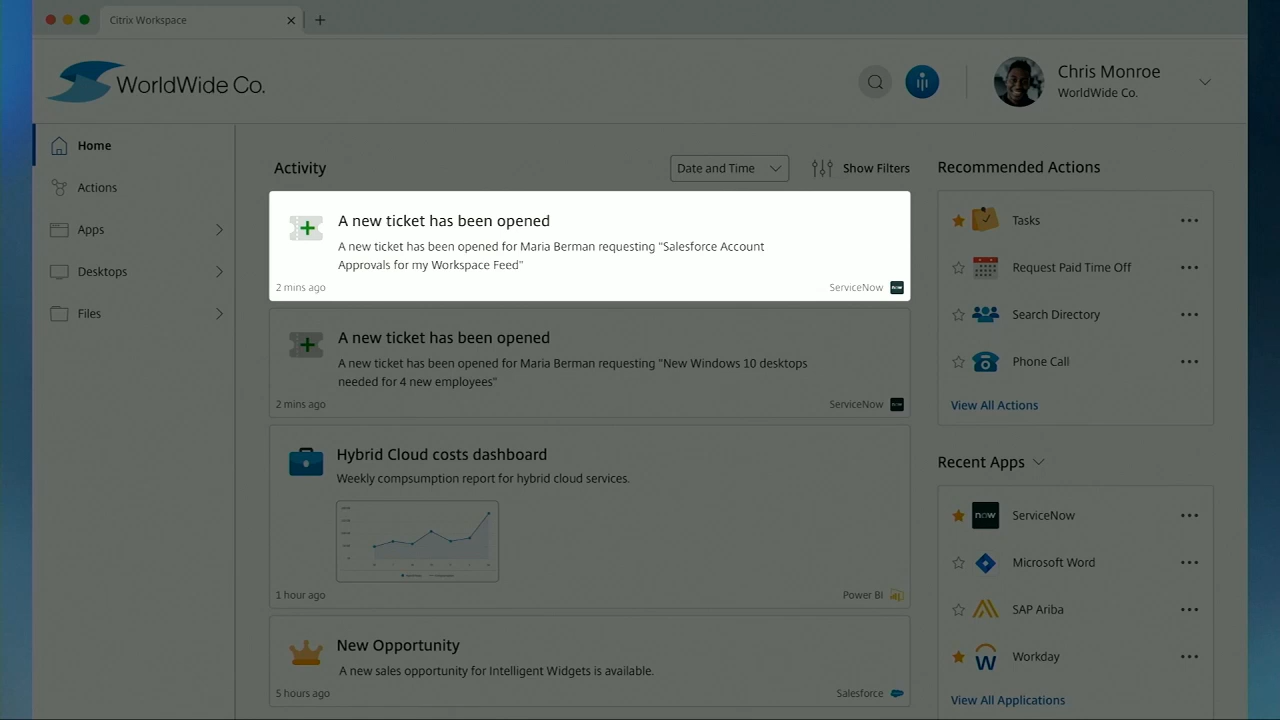 Citrix Workspace
WorldWide Co.
Chris Monroe
WorldWide Co.
Home
Actions
Apps
Desktops
Files
Activity
Date and Time
Show Filters
A new ticket has been opened
A new ticket has been opened for Maria Berman requesting "Salesforce Account
Approvals for my Workspace Feed"
2 mins ago
ServiceNow
now
A new ticket has been opened
A new ticket has been opened for Maria Berman requesting "New Windows 10 desktops
needed for 4 new employees"
2 mins ago
ServiceNow
now
Hybrid Cloud costs dashboard
Weekly compsumption report for hybrid cloud services.
1 hour ago
Power BI
New Opportunity
A new sales opportunity for Intelligent Widgets is available.
5 hours ago
Salesforce
Recommended Actions
Tasks
Request Paid Time Off
Search Directory
Phone Call
View All Actions
Recent Apps
now
ServiceNow
Microsoft Word
SAP Ariba
Workday
View All Applications